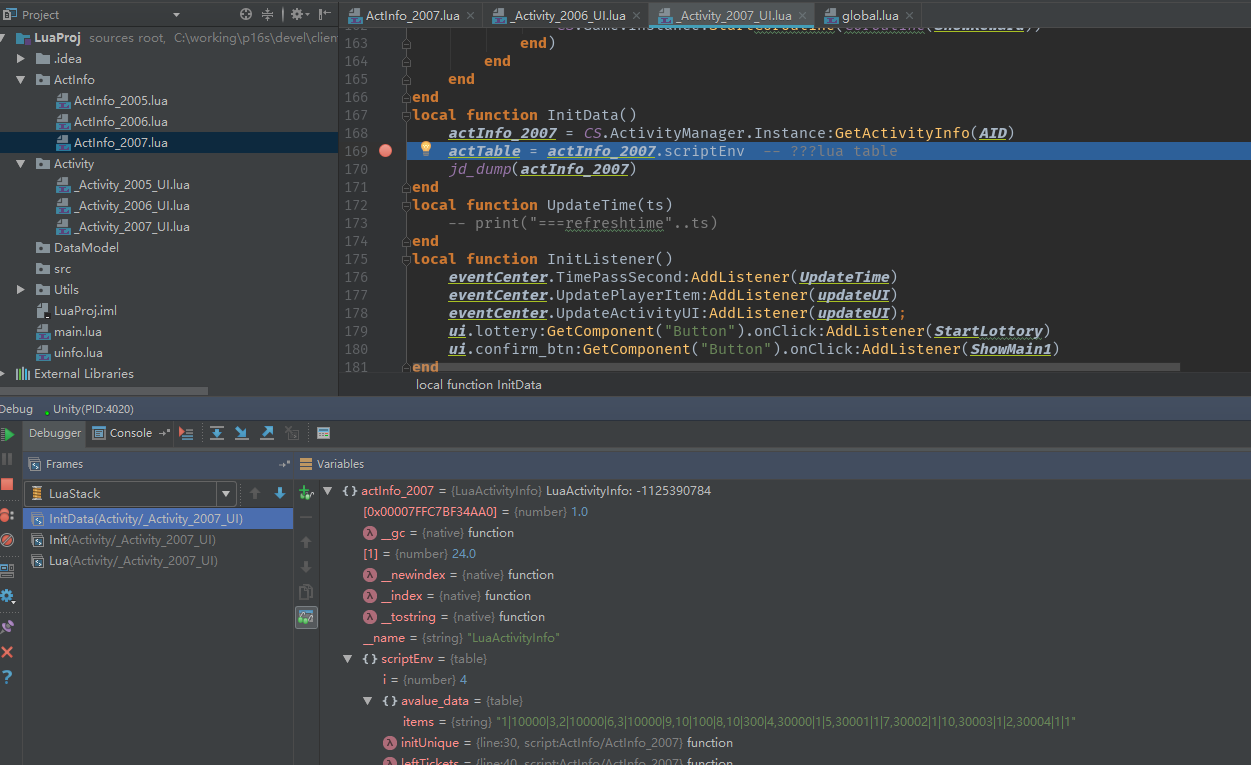 Project
ActInfo_2007.lua
_Activity_2006_UI.lua
_Activity_2007_UI.lua
global.lua
LuaProj sources root, C:\working\p16s\devel\clien
.idea
ActInfo
ActInfo_2005.lua
ActInfo_2006.lua
ActInfo_2007.lua
Activity
_Activity_2005_UI.lua
_Activity_2006_UI.lua
_Activity_2007_UI.lua
DataModel
src
Utils
LuaProj.iml
main.lua
uinfo.lua
External Libraries
163 end)
164 end
165 end
166 end
167 local function InitData()
168 actInfo_2007 = CS.ActivityManager.Instance:GetActivityInfo(AID)
169 actTable = actInfo_2007.scriptEnv -- ???lua table
170 jd_dump(actInfo_2007)
171 end
172 local function UpdateTime(ts)
173 -- print("===refreshtime"..ts)
174 end
175 local function InitListener()
176 eventCenter.TimePassSecond:AddListener(UpdateTime)
177 eventCenter.UpdatePlayerItem:AddListener(updateUI)
178 eventCenter.UpdateActivityUI:AddListener(updateUI);
179 ui.lottery:GetComponent("Button").onClick:AddListener(StartLottory)
180 ui.confirm_btn:GetComponent("Button").onClick:AddListener(ShowMain1)
181 end
local function InitData
Debug Unity(PID:4020)
Debugger Console
Frames
LuaStack
InitData(Activity/_Activity_2007_UI)
Init(Activity/_Activity_2007_UI)
Lua(Activity/_Activity_2007_UI)
Variables
{} actInfo_2007 = {LuaActivityInfo} LuaActivityInfo: -1125390784
[0x00007FFC7BF34AA0] = {number} 1.0
λ __gc = {native} function
[1] = {number} 24.0
λ __newindex = {native} function
λ __index = {native} function
λ __tostring = {native} function
__name = {string} "LuaActivityInfo"
{} scriptEnv = {table}
i = {number} 4
{} avalue_data = {table}
items = {string} "1|10000|3,2|10000|6,3|10000|9,10|100|8,10|300|4,30000|1|5,30001|1|7,30002|1|10,30003|1|2,30004|1|1"
λ initUnique = {line:30, script:ActInfo/ActInfo_2007} function
λ leftTickets = {line:40, script:ActInfo/ActInfo_2007} function